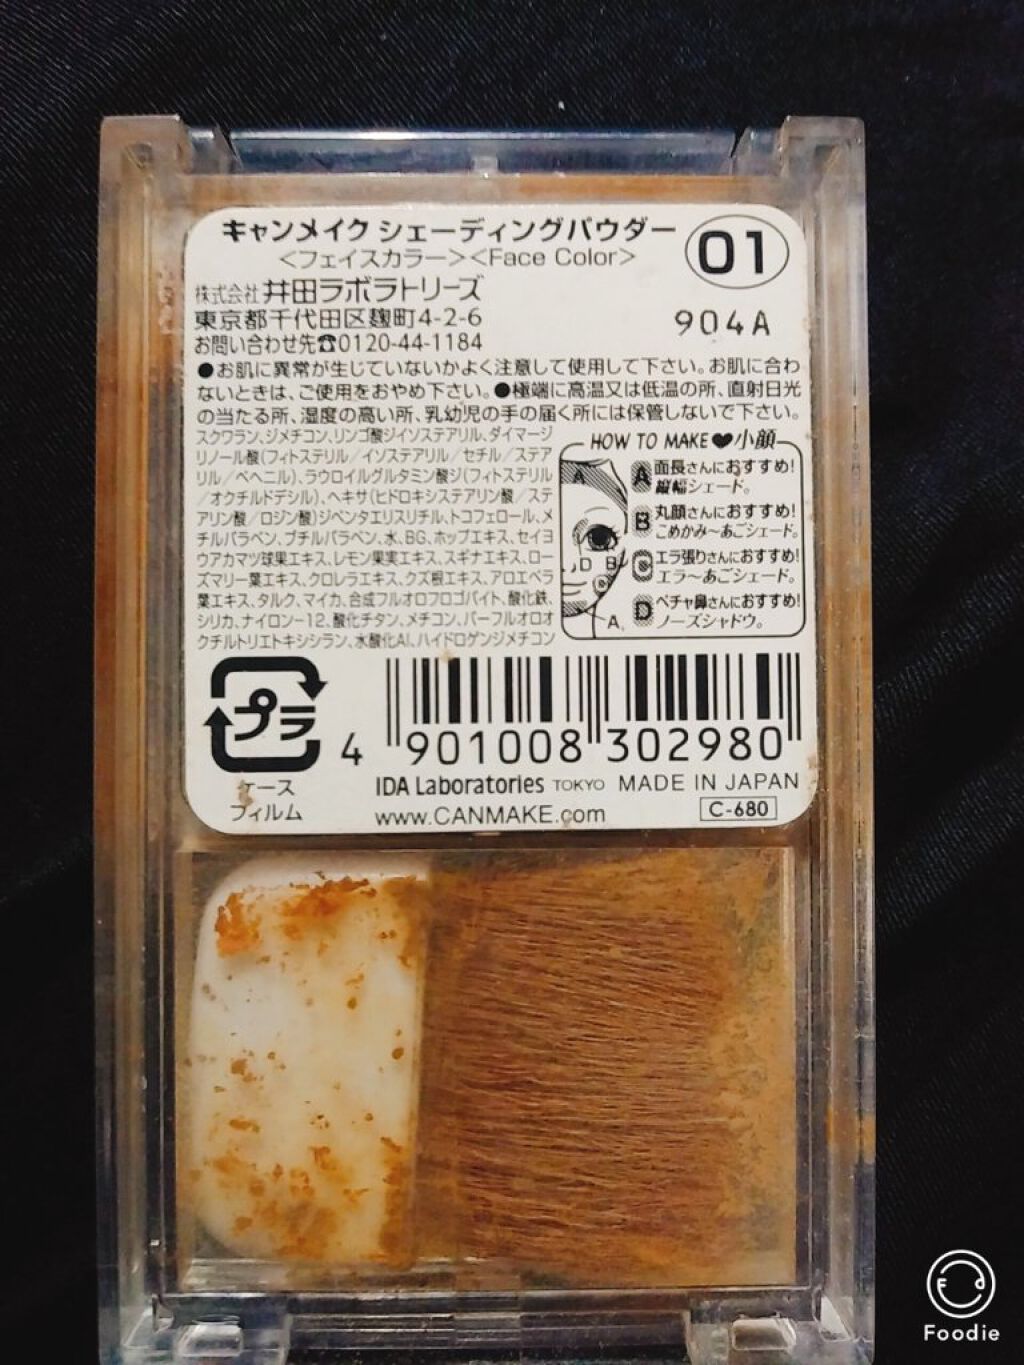 キャンメイク シェーディングパウダー
<フェイスカラー><Face Color>
01
株式会社 井田ラボラトリーズ
東京都千代田区麹町4-2-6
904A
お問い合わせ先☎0120-44-1184
●お肌に異常が生じていないかよく注意して使用して下さい。お肌に合わ
ないときは、ご使用をおやめ下さい。●極端に高温又は低温の所、直射日光
の当たる所、湿度の高い所、乳幼児の手の届く所には保管しないで下さい。
スクワラン、ジメチコン、リンゴ酸ジイソステアリル、ダイマージ
リノール酸(フィトステリル/イソステアリル/セチル/ステア
リル/ベヘニル)、ラウロイルグルタミン酸ジ(フィトステリル
/オクチルドデシル)、ヘキサ(ヒドロキシステアリン酸/ステ
アリン酸/ロジン酸)ジペンタエリスリチル、トコフェロール、メ
チルパラベン、ブチルパラベン、水、BG、ホップエキス、セイヨ
ウアカマツ球果エキス、レモン果実エキス、スギナエキス、ロー
ズマリー葉エキス、クロレラエキス、クズ根エキス、アロエベラ
葉エキス、タルク、マイカ、合成フルオロフロゴパイト、酸化鉄、
シリカ、ナイロン-12、酸化チタン、メチコン、パーフルオロオ
クチルトリエトキシシラン、水酸化Al、ハイドロゲンジメチコン
HOW TO MAKE♥小顔
A 面長さんにおすすめ!
縦幅シェード。
B 丸顔さんにおすすめ!
こめかみ〜あごシェード。
C エラ張りさんにおすすめ!
エラ〜あごシェード。
D ペチャ鼻さんにおすすめ!
ノーズシャドウ。
A
D B
C
A
プラ
ケース
フィルム
4 901008 302980
IDA Laboratories TOKYO MADE IN JAPAN
www.CANMAKE.com
C-680
Foodie